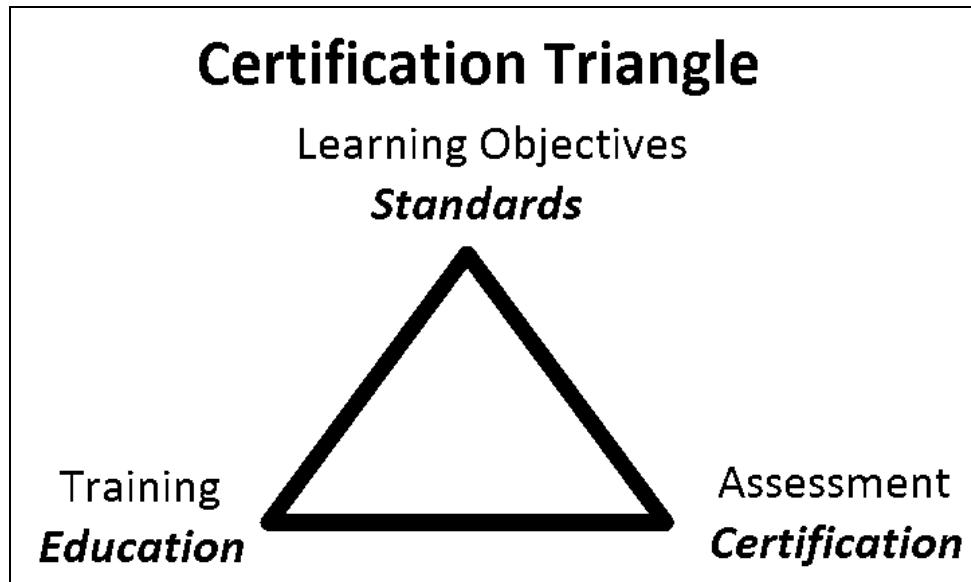 Certification Triangle
Learning Objectives
Standards
Training
Education
Assessment
Certification